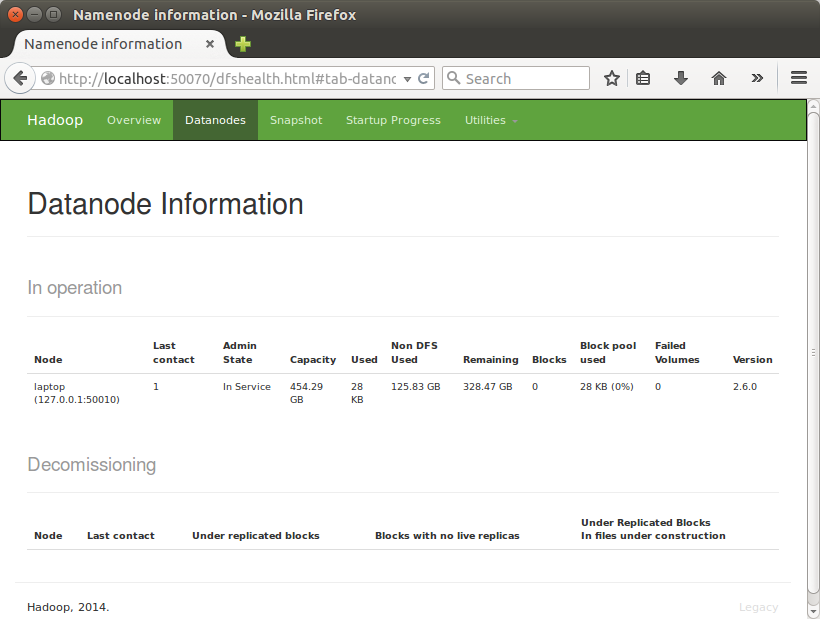 Namenode information - Mozilla Firefox
Namenode information
http://localhost:50070/dfshealth.html#tab-datano
Search
Hadoop Overview Datanodes Snapshot Startup Progress Utilities
Datanode Information
In operation
Node Last contact Admin State Capacity Used Non DFS Used Remaining Blocks Block pool used Failed Volumes Version
laptop (127.0.0.1:50010) 1 In Service 454.29 GB 28 KB 125.83 GB 328.47 GB 0 28 KB (0%) 0 2.6.0
Decomissioning
Node Last contact Under replicated blocks Blocks with no live replicas Under Replicated Blocks In files under construction
Hadoop, 2014.
Legacy